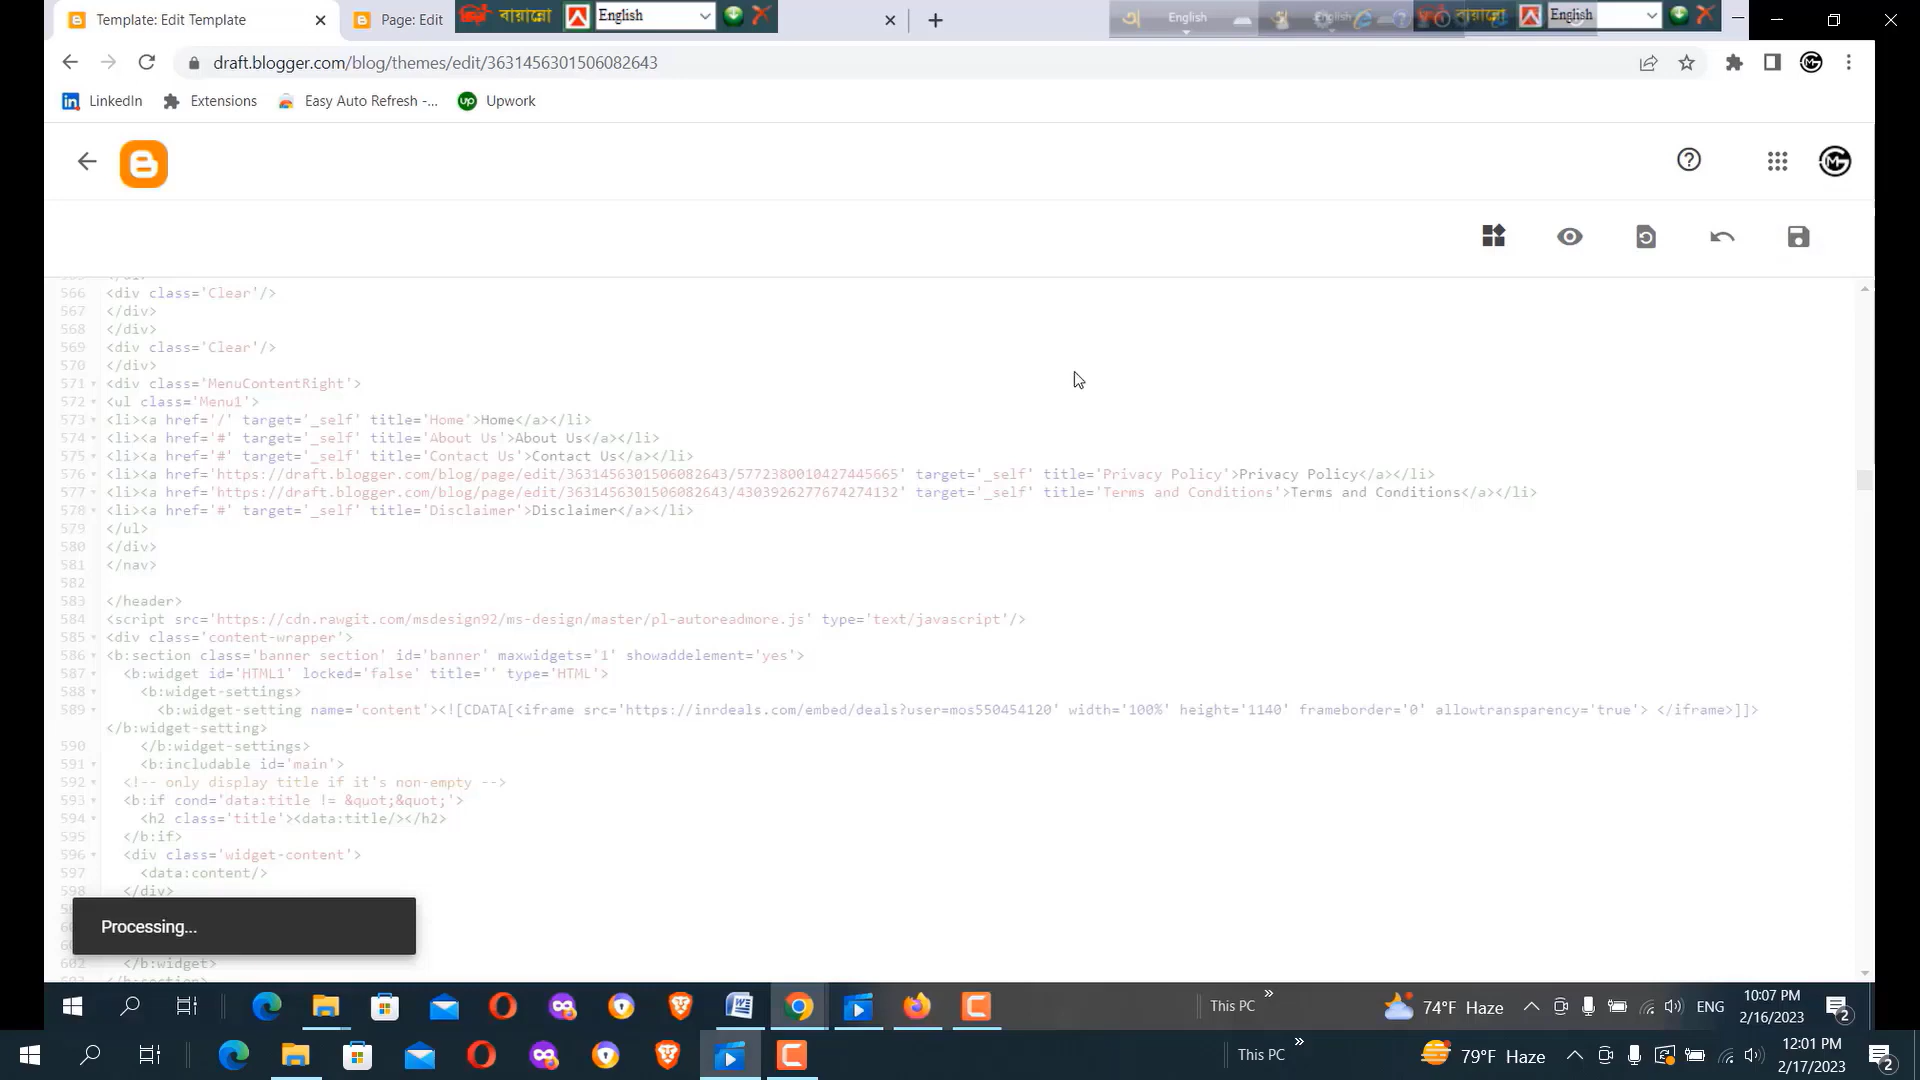 Template: Edit Template
Page: Edit
বায়ান্নো
English
English
English
বায়ান্নো
English
draft.blogger.com/blog/themes/edit/3631456301506082643
LinkedIn
Extensions
Easy Auto Refresh -...
Upwork
566 <div class='Clear'/>
567 </div>
568 </div>
569 <div class='Clear'/>
570 </div>
571 <div class='MenuContentRight'>
572 <ul class='Menu1'>
573 <li><a href='/' target='_self' title='Home'>Home</a></li>
574 <li><a href='#' target='_self' title='About Us'>About Us</a></li>
575 <li><a href='#' target='_self' title='Contact Us'>Contact Us</a></li>
576 <li><a href='https://draft.blogger.com/blog/page/edit/3631456301506082643/5772380010427445665' target='_self' title='Privacy Policy'>Privacy Policy</a></li>
577 <li><a href='https://draft.blogger.com/blog/page/edit/3631456301506082643/4303926277674274132' target='_self' title='Terms and Conditions'>Terms and Conditions</a></li>
578 <li><a href='#' target='_self' title='Disclaimer'>Disclaimer</a></li>
579 </ul>
580 </div>
581 </nav>
582
583 </header>
584 <script src='https://cdn.rawgit.com/msdesign92/ms-design/master/pl-autoreadmore.js' type='text/javascript'/>
585 <div class='content-wrapper'>
586 <b:section class='banner section' id='banner' maxwidgets='1' showaddelement='yes'>
587 <b:widget id='HTML1' locked='false' title='' type='HTML'>
588 <b:widget-settings>
589 <b:widget-setting name='content'><![CDATA[<iframe src='https://inrdeals.com/embed/deals?user=mos550454120' width='100%' height='1140' frameborder='0' allowtransparency='true'> </iframe>]]>
</b:widget-setting>
590 </b:widget-settings>
591 <b:includable id='main'>
592 <!-- only display title if it's non-empty -->
593 <b:if cond='data:title != &quot;&quot;'>
594 <h2 class='title'><data:title/></h2>
595 </b:if>
596 <div class='widget-content'>
597 <data:content/>
598 </div>
Processing...
602 </b:widget>
This PC
74°F Haze
ENG
10:07 PM
2/16/2023
2
This PC
79°F Haze
12:01 PM
2/17/2023
2